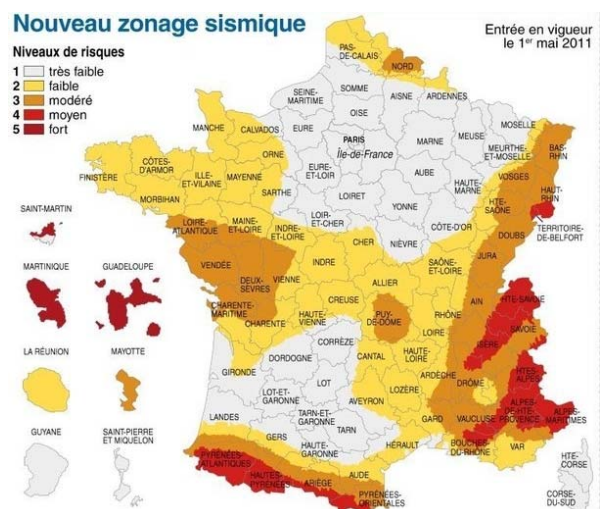 Nouveau zonage sismique
Entrée en vigueur
le 1er mai 2011
Niveaux de risques
1 très faible
2 faible
3 modéré
4 moyen
5 fort
PAS-
DE-CALAIS
NORD
SOMME
SEINE-
MARITIME
AISNE
ARDENNES
OISE
MANCHE
CALVADOS
EURE
PARIS
Île-de-France
MARNE
MEUSE
MOSELLE
MEURTHE-
ET-MOSELLE
BAS-
RHIN
CÔTES-
D'ARMOR
FINISTÈRE
ILLE-
ET-VILAINE
MAYENNE
ORNE
EURE-
ET-LOIR
AUBE
HAUTE-
MARNE
VOSGES
HAUT-
RHIN
MORBIHAN
SARTHE
LOIRET
YONNE
HTE-
SAÔNE
TERRITOIRE-
DE-BELFORT
LOIRE-
ATLANTIQUE
MAINE-
ET-LOIRE
INDRE-
ET-LOIRE
LOIR-
ET-CHER
CHER
NIÈVRE
CÔTE-D'OR
DOUBS
JURA
VENDÉE
DEUX-
SÈVRES
VIENNE
INDRE
ALLIER
SAÔNE-
ET-LOIRE
AIN
HTE-SAVOIE
CHARENTE-
MARITIME
CHARENTE
HAUTE-
VIENNE
CREUSE
PUY-
DE-DÔME
LOIRE
RHÔNE
SAVOIE
ISÈRE
GIRONDE
DORDOGNE
CORRÈZE
CANTAL
HAUTE-
LOIRE
ARDÈCHE
DRÔME
HTES-
ALPES
LOT-ET-
GARONNE
LOT
AVEYRON
LOZÈRE
GARD
VAUCLUSE
ALPES-
DE-HTE-
PROVENCE
ALPES-
MARITIMES
LANDES
GERS
TARN-ET-
GARONNE
TARN
HÉRAULT
BOUCHES-
DU-RHÔNE
VAR
PYRÉNÉES-
ATLANTIQUES
HAUTES-
PYRÉNÉES
HAUTE-
GARONNE
ARIÈGE
AUDE
PYRÉNÉES-
ORIENTALES
HTE-
CORSE
CORSE-
DU-SUD
SAINT-MARTIN
MARTINIQUE
GUADELOUPE
LA RÉUNION
MAYOTTE
GUYANE
SAINT-PIERRE
ET MIQUELON